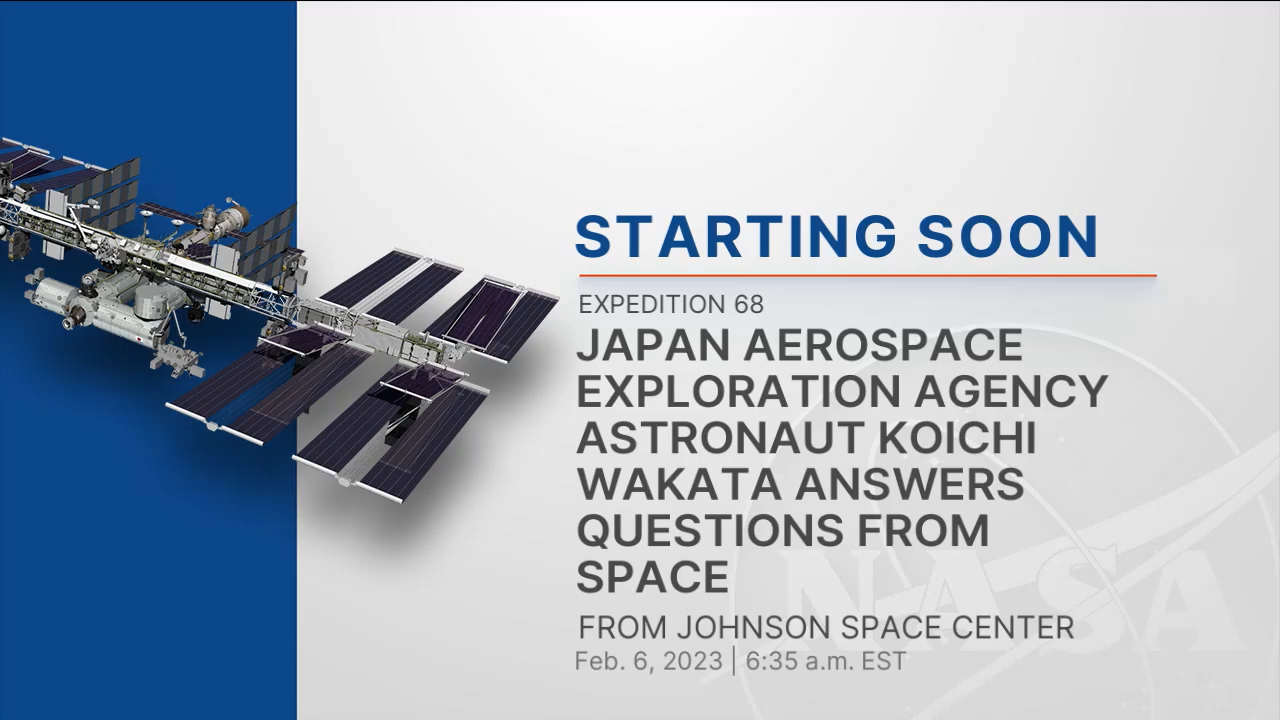 STARTING SOON
EXPEDITION 68
JAPAN AEROSPACE
EXPLORATION AGENCY
ASTRONAUT KOICHI
WAKATA ANSWERS
QUESTIONS FROM
SPACE
NASA
FROM JOHNSON SPACE CENTER
Feb. 6, 2023 | 6:35 a.m. EST